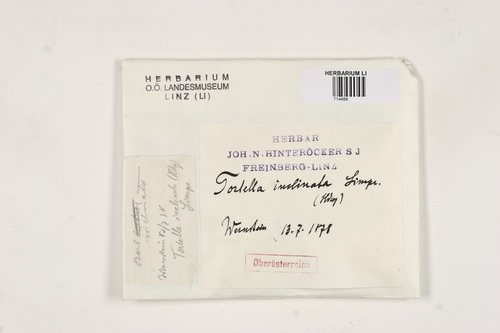 HERBARIUM
O.Ö. LANDESMUSEUM
LINZ (LI)
HERBARIUM LI
HERBAR
JOH. N. HINTERÖCKER S J
FREINBERG-LINZ
Tortella inclinata Limpr.
(Hdw)
Wernstein 13.7.1878
Oberösterreich
inclinata
Tortella inclinata (Hdw)
Limpr